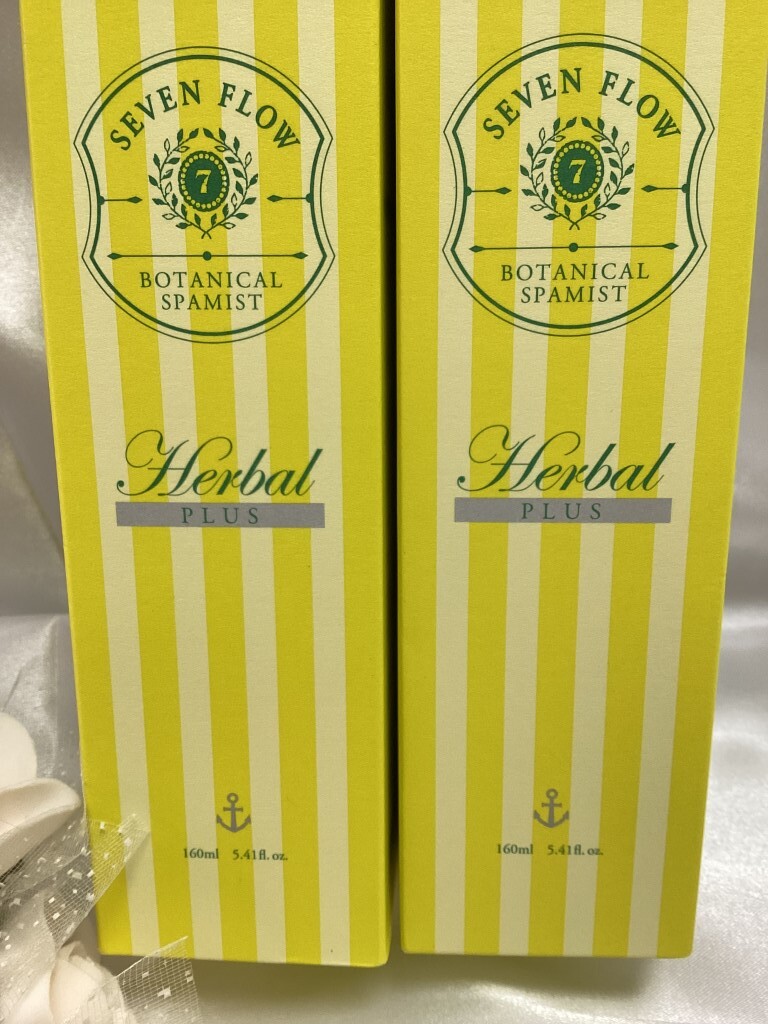 SEVEN FLOW
7
BOTANICAL
SPAMIST
Herbal
PLUS
160ml 5.41fl.oz.
SEVEN FLOW
7
BOTANICAL
SPAMIST
Herbal
PLUS
160ml 5.41fl.oz.